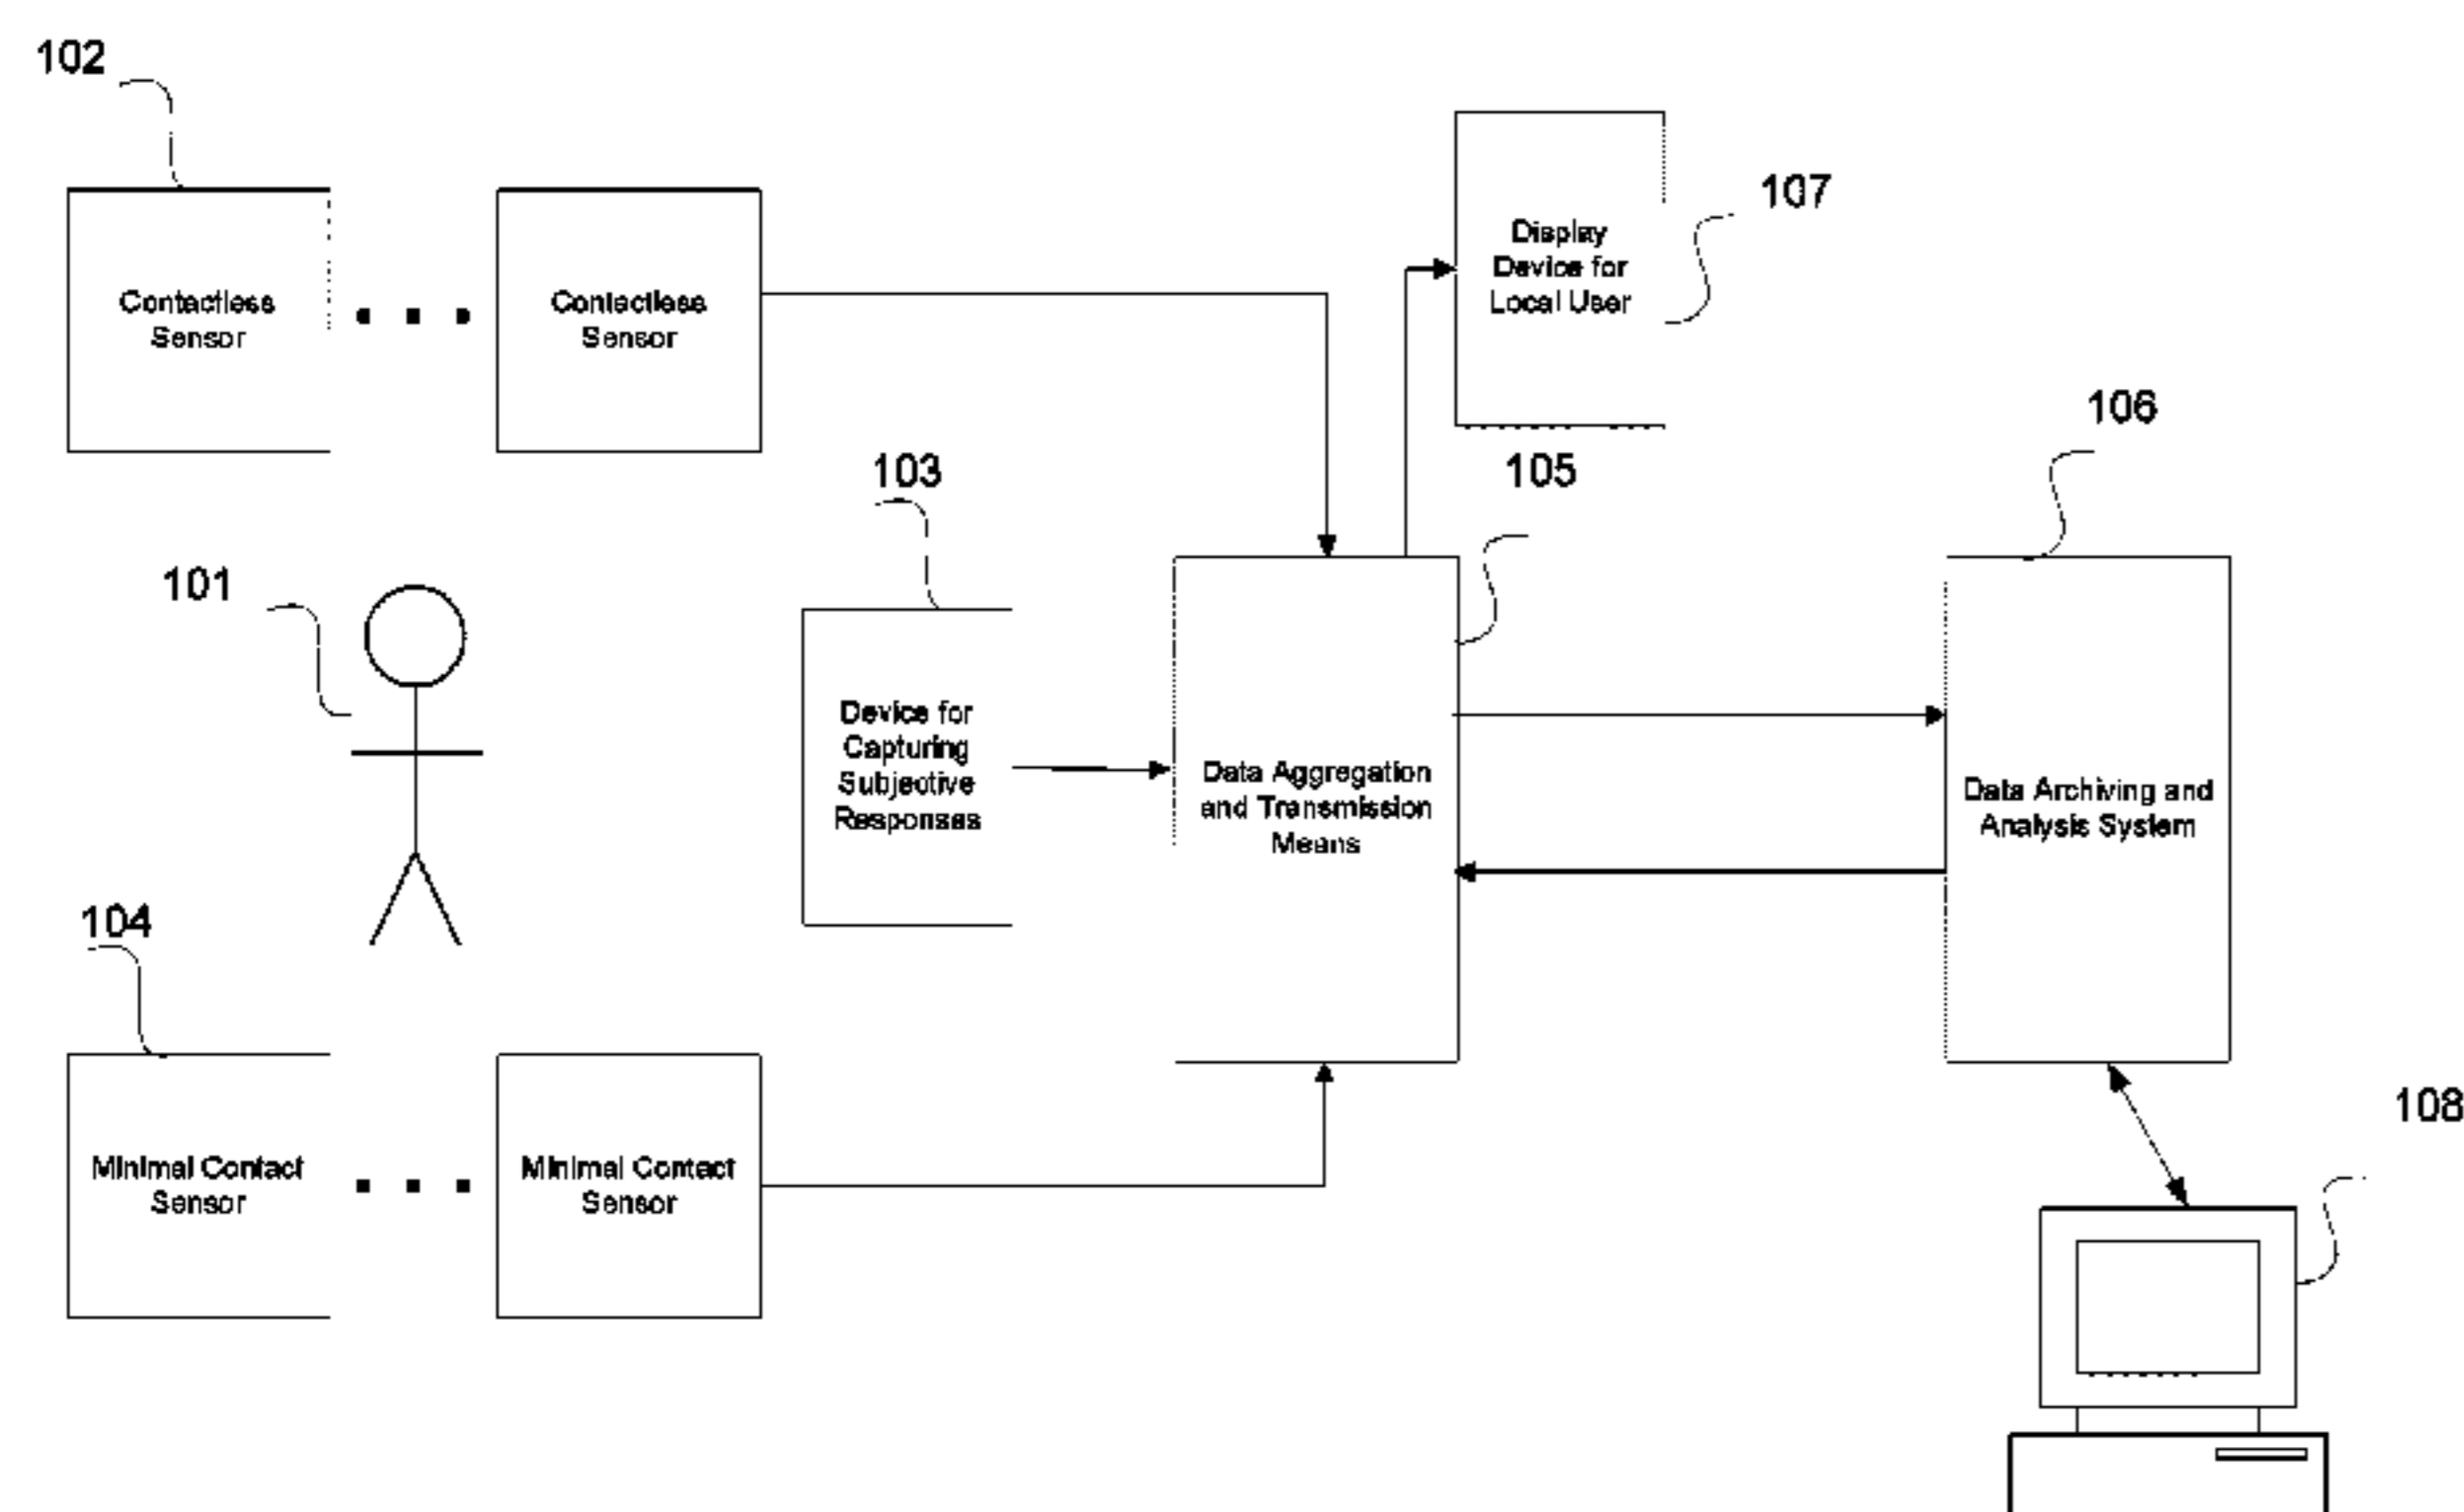 102
Contactless
Sensor
Contactless
Sensor
Display
Device for
Local User
107
106
103
105
101
Device for
Capturing
Subjective
Responses
Data Aggregation
and Transmission
Means
Data Archiving and
Analysis System
104
Minimal Contact
Sensor
Minimal Contact
Sensor
108